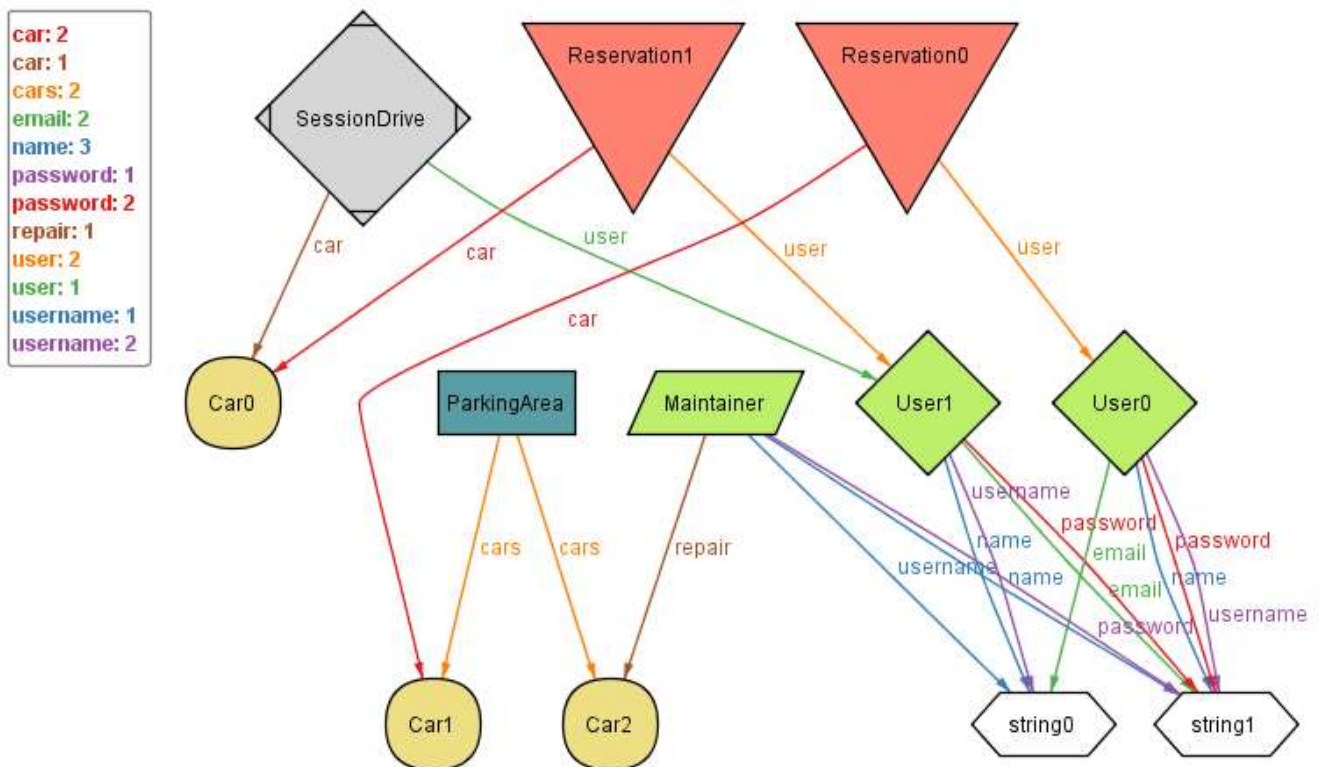 car: 2
car: 1
cars: 2
email: 2
name: 3
password: 1
password: 2
repair: 1
user: 2
user: 1
username: 1
username: 2
SessionDrive
Reservation1
Reservation0
car
car
user
user
user
car
Car0
ParkingArea
Maintainer
User1
User0
cars
cars
repair
username
name
name
username
password
email
email
password
password
name
username
Car1
Car2
string0
string1